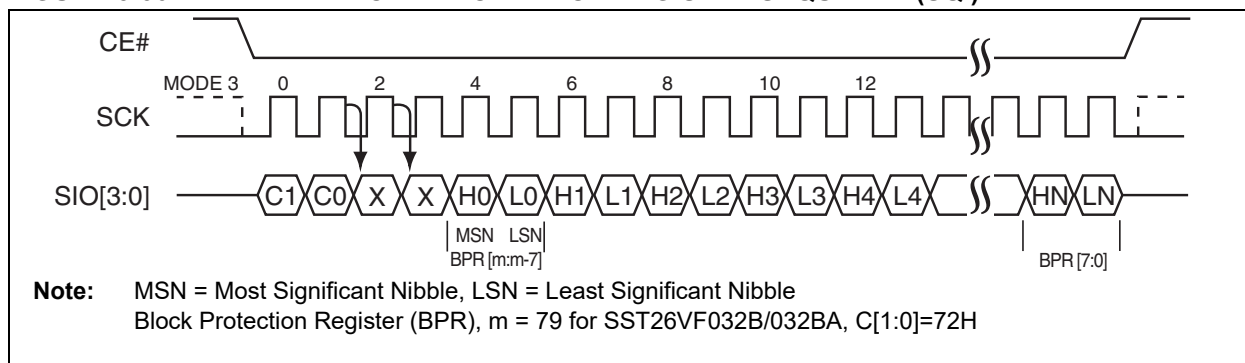 CE#
MODE 3 0 2 4 6 8 10 12
SCK
SIO[3:0] C1 C0 X X H0 L0 H1 L1 H2 L2 H3 L3 H4 L4 HN LN
MSN LSN
BPR [m:m-7] BPR [7:0]
Note: MSN = Most Significant Nibble, LSN = Least Significant Nibble
Block Protection Register (BPR), m = 79 for SST26VF032B/032BA, C[1:0]=72H